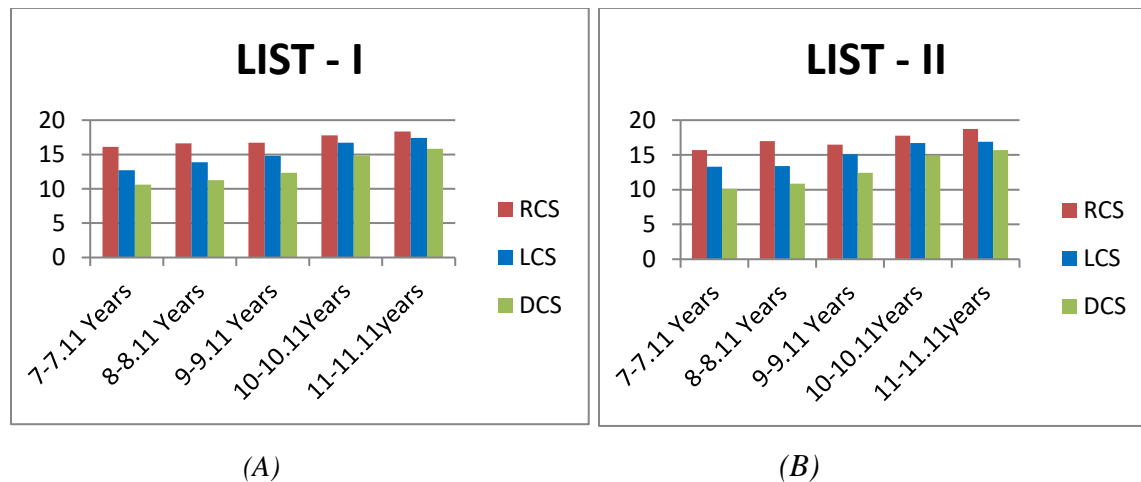 LIST - I
20
15
10
5
0
7-7.11 Years
8-8.11 Years
9-9.11 Years
10-10.11Years
11-11.11years
RCS
LCS
DCS
(A)
LIST - II
20
15
10
5
0
7-7.11 Years
8-8.11 Years
9-9.11 Years
10-10.11Years
11-11.11years
RCS
LCS
DCS
(B)